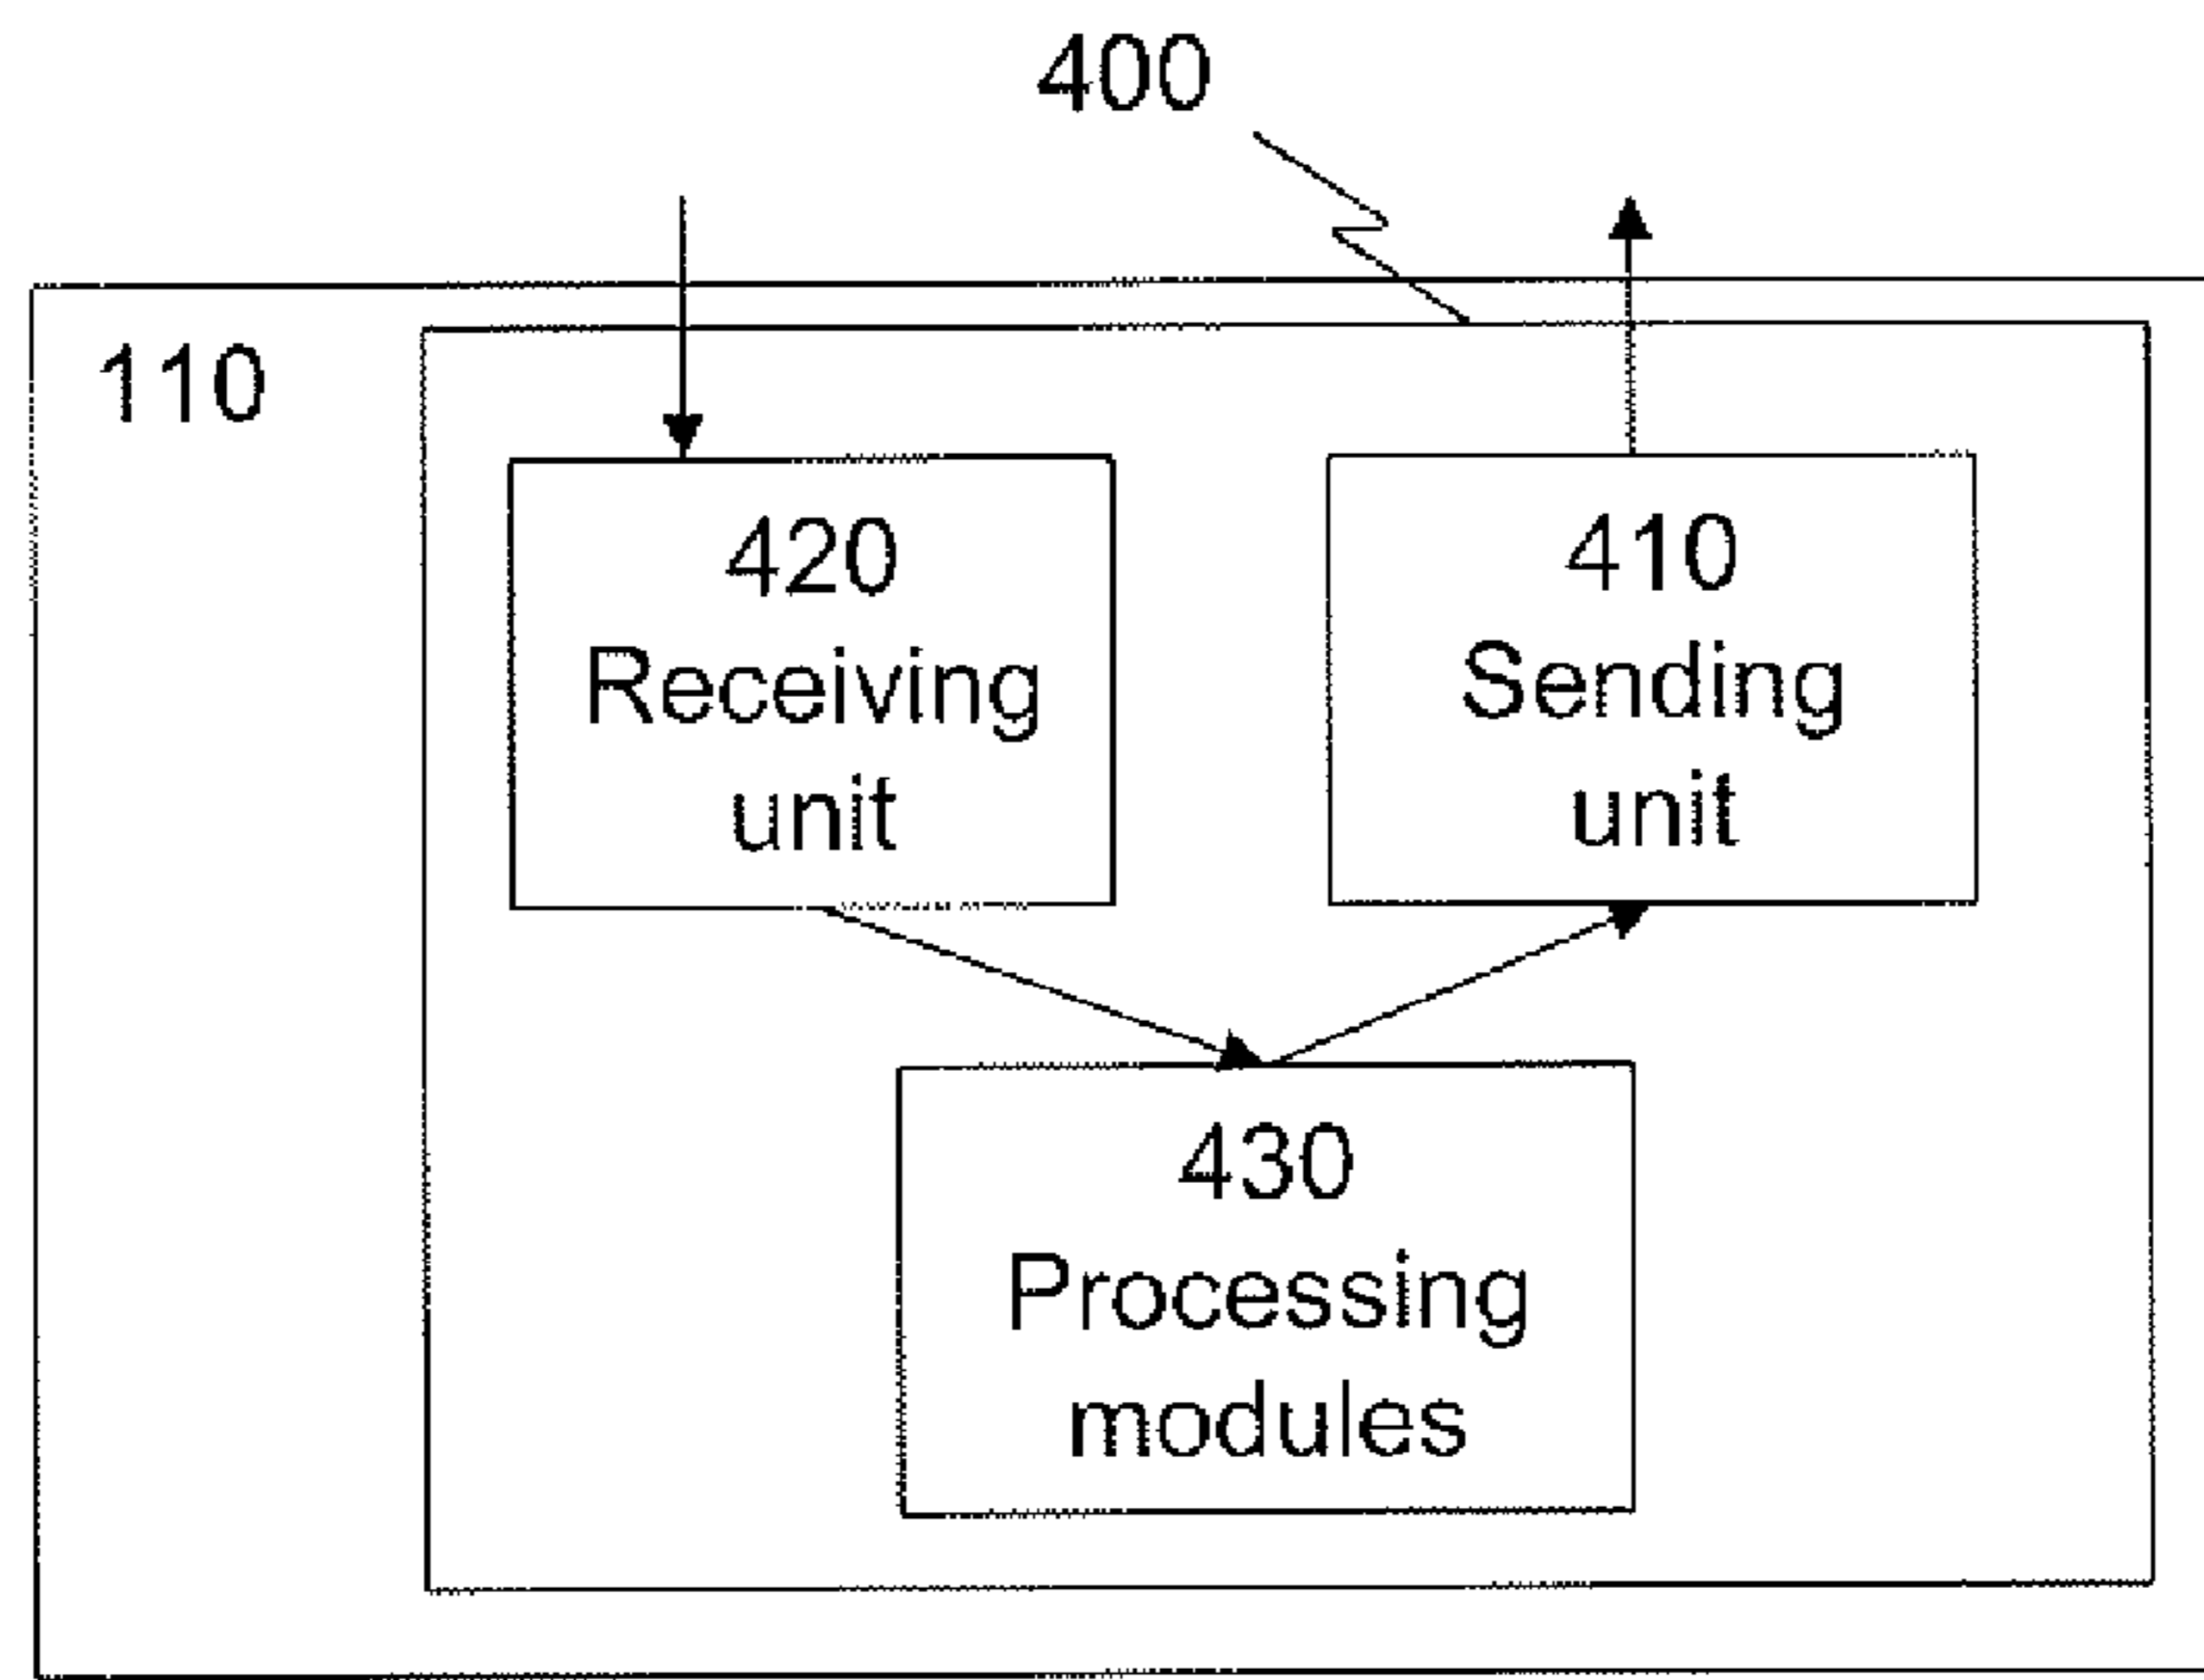 400
110
420
Receiving
unit
410
Sending
unit
430
Processing
modules